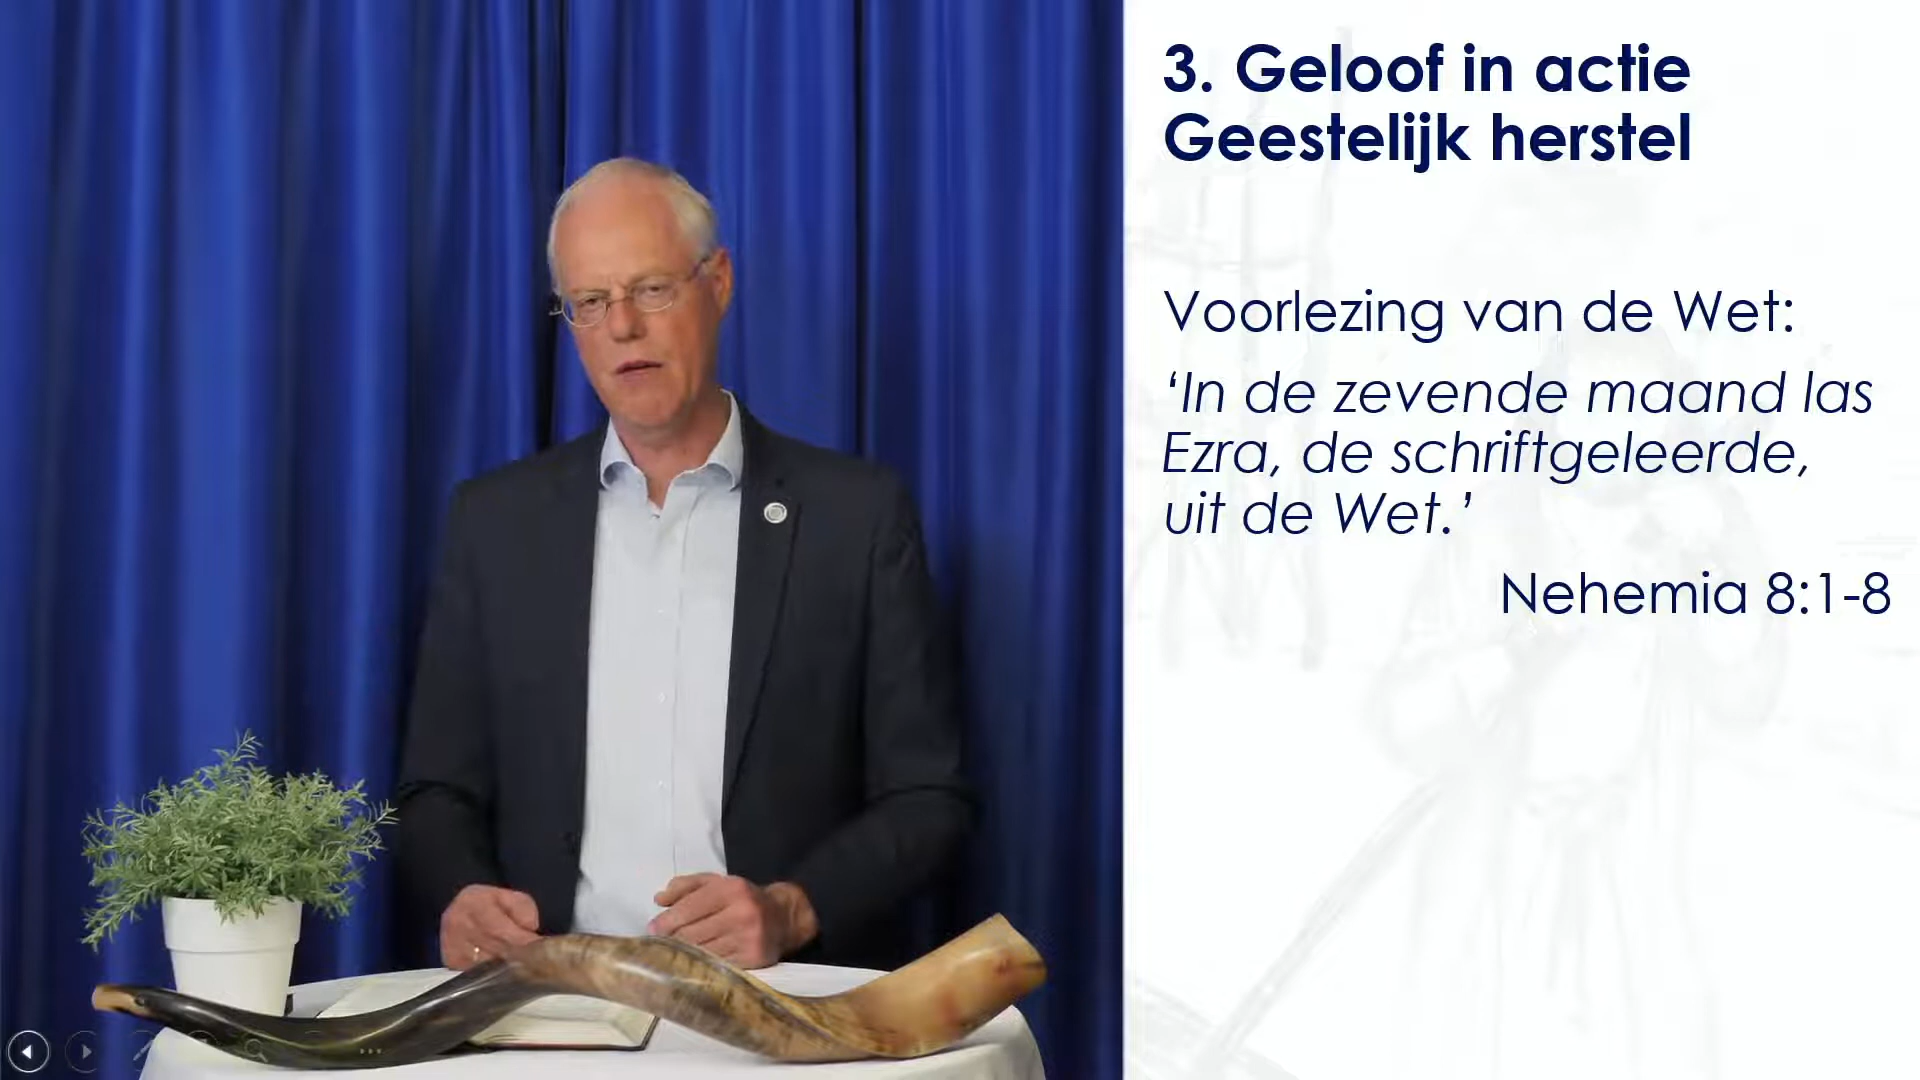 3. Geloof in actie
Geestelijk herstel
Voorlezing van de Wet:
‘In de zevende maand las
Ezra, de schriftgeleerde,
uit de Wet.’
Nehemia 8:1-8